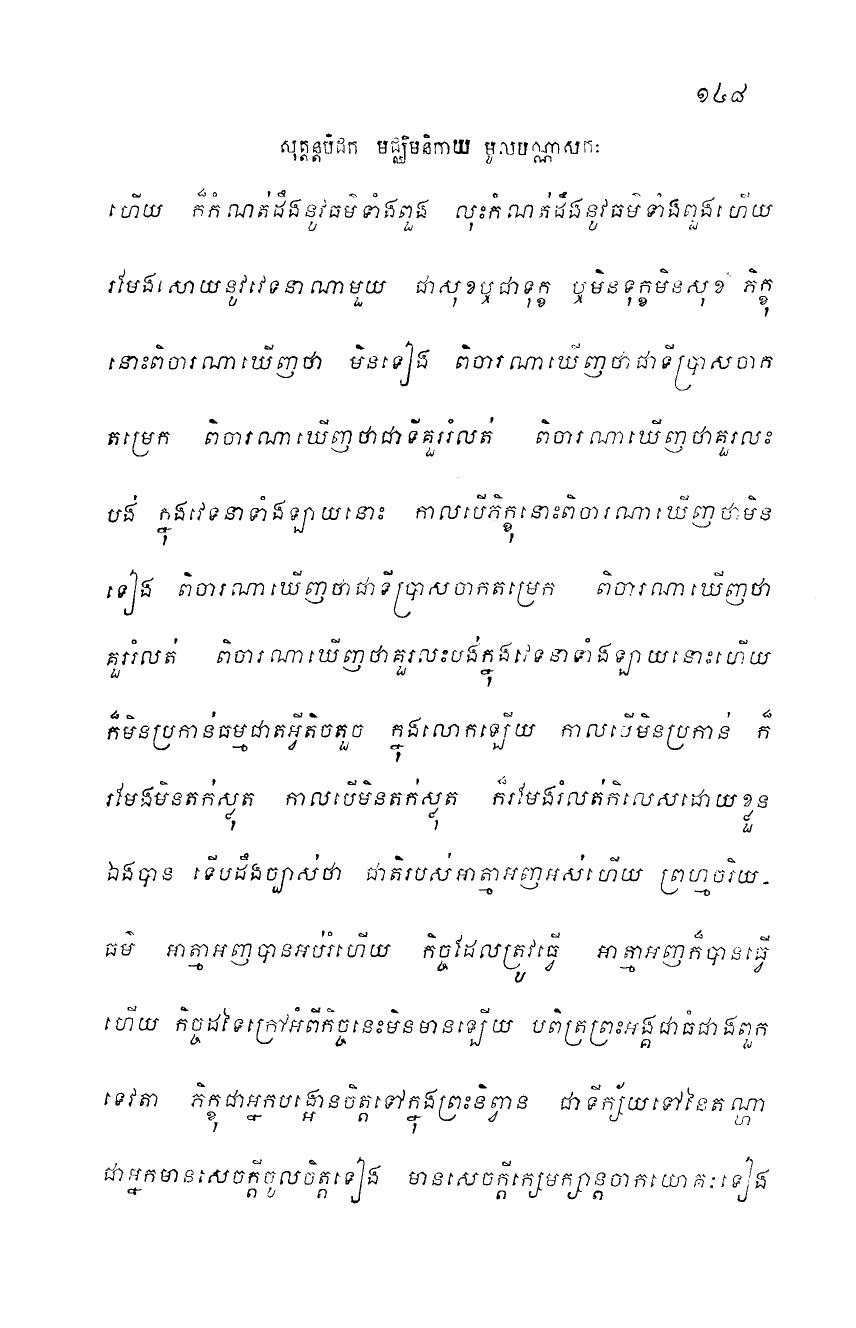 ១៤៨
សុត្តន្តបិដក មជ្ឈិមនិកាយ មូលបណ្ណាសកៈ
ហើយ ក៏កំណត់ដឹងនូវធម៌ទាំងពួង លុះកំណត់ដឹងនូវធម៌ទាំងពួងហើយ
រមែងសោយនូវវេទនាណាមួយ ជាសុខឬជាទុក្ខ ឬមិនទុក្ខមិនសុខ ភិក្ខុ
នោះពិចារណាឃើញថា មិនទៀង ពិចារណាឃើញថាជាទីប្រាសចាក
តម្រេក ពិចារណាឃើញថាជាទីគួររំលត់ ពិចារណាឃើញថាគួរលះ
បង់ ក្នុងវេទនាទាំងឡាយនោះ កាលបើភិក្ខុនោះពិចារណាឃើញថាមិន
ទៀង ពិចារណាឃើញថាជាទីប្រាសចាកតម្រេក ពិចារណាឃើញថា
គួររំលត់ ពិចារណាឃើញថាគួរលះបង់ក្នុងវេទនាទាំងឡាយនោះហើយ
ក៏មិនប្រកាន់ធម្មជាតអ្វីតិចតួច ក្នុងលោកឡើយ កាលបើមិនប្រកាន់ ក៏
រមែងមិនតក់ស្លុត កាលបើមិនតក់ស្លុត ក៏រមែងរំលត់កិលេសដោយខ្លួន
ឯងបាន ទើបដឹងច្បាស់ថា ជាតិរបស់អាត្មាអញអស់ហើយ ព្រហ្មចរិយ-
ធម៌ អាត្មាអញបានអប់រំហើយ កិច្ចដែលត្រូវធ្វើ អាត្មាអញក៏បានធ្វើ
ហើយ កិច្ចដទៃក្រៅអំពីកិច្ចនេះមិនមានឡើយ បពិត្រព្រះអង្គជាធំជាងពួក
ទេវតា ភិក្ខុជាអ្នកបង្អោនចិត្តទៅក្នុងព្រះនិព្វាន ជាទីក្ស័យទៅនៃតណ្ហា
ជាអ្នកមានសេចក្តីចូលចិត្តទៀង មានសេចក្តីក្សេមក្សាន្តចាកយោគៈទៀង